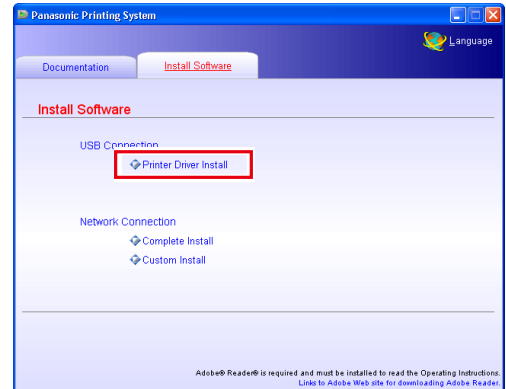 Panasonic Printing System
Language
Documentation
Install Software
Install Software
USB Connection
Printer Driver Install
Network Connection
Complete Install
Custom Install
Adobe® Reader® is required and must be installed to read the Operating Instructions.
Links to Adobe Web site for downloading Adobe Reader.